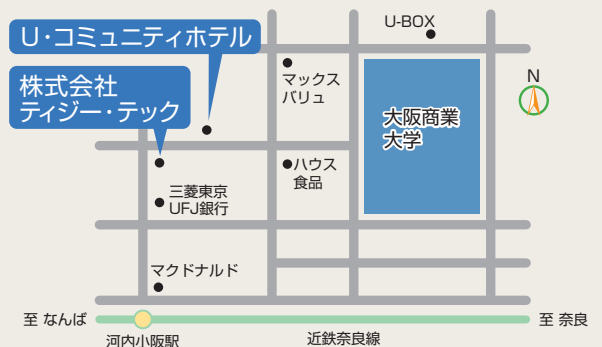 U-BOX
U・コミュニティホテル
株式会社
ティジー・テック
マックス
バリュ
N
大阪商業
大学
ハウス
食品
三菱東京
UFJ銀行
マクドナルド
至 なんば
至 奈良
河内小阪駅
近鉄奈良線